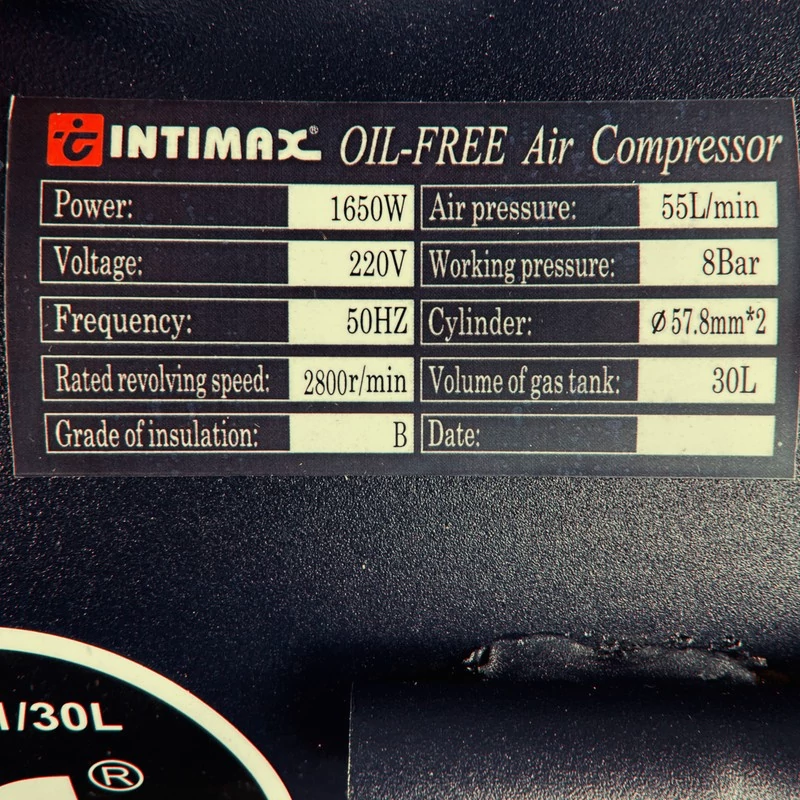 INTIMAX® OIL-FREE Air Compressor
Power: 1650W Air pressure: 55L/min
Voltage: 220V Working pressure: 8Bar
Frequency: 50HZ Cylinder: Ø57.8mm*2
Rated revolving speed: 2800r/min Volume of gas tank: 30L
Grade of insulation: B Date:
/30L
®